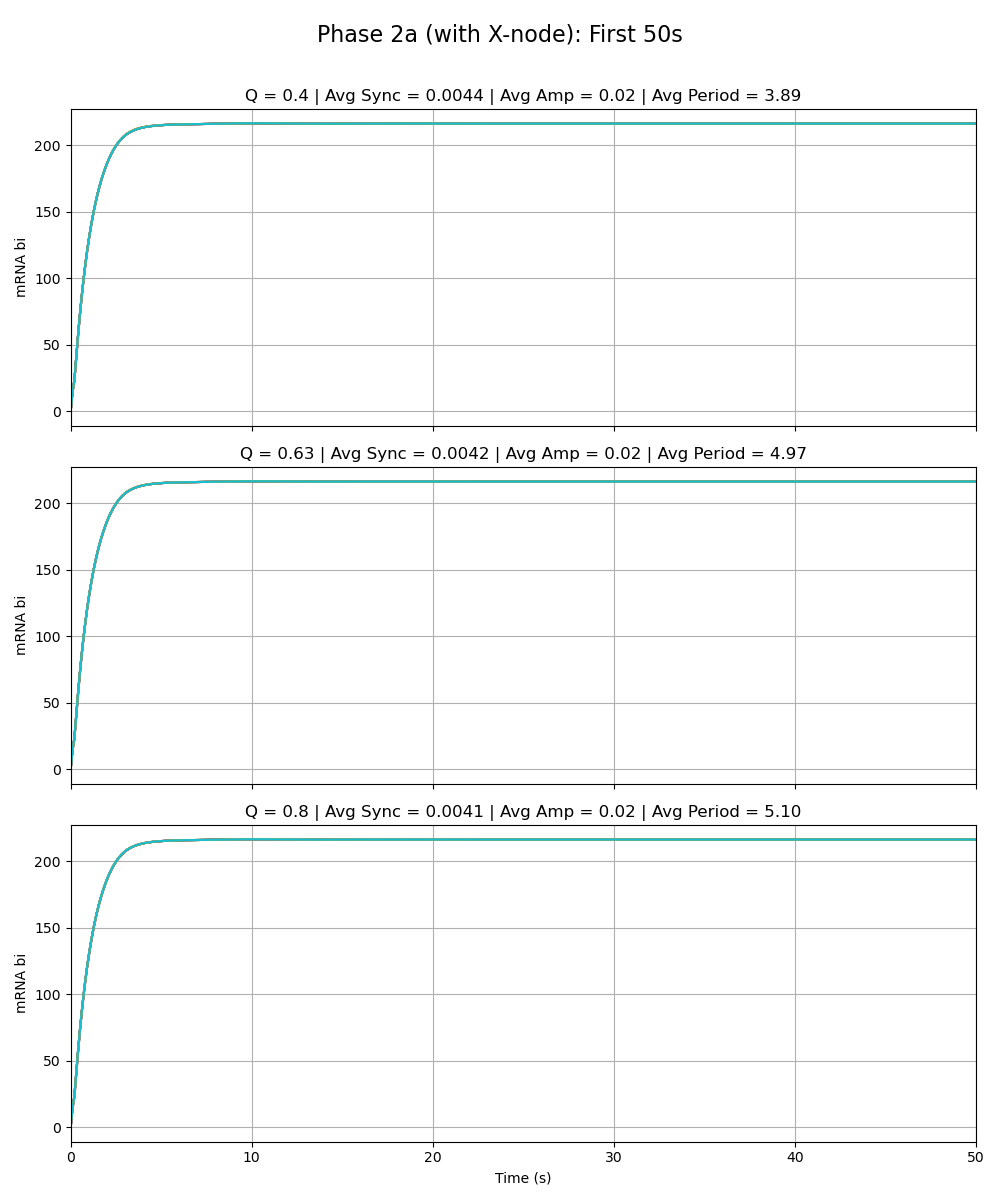 Phase 2a (with X-node): First 50s
Q = 0.4 | Avg Sync = 0.0044 | Avg Amp = 0.02 | Avg Period = 3.89
200
150
100
50
0
mRNA bi
Q = 0.63 | Avg Sync = 0.0042 | Avg Amp = 0.02 | Avg Period = 4.97
200
150
100
50
0
mRNA bi
Q = 0.8 | Avg Sync = 0.0041 | Avg Amp = 0.02 | Avg Period = 5.10
200
150
100
50
0
mRNA bi
0 10 20 30 40 50
Time (s)